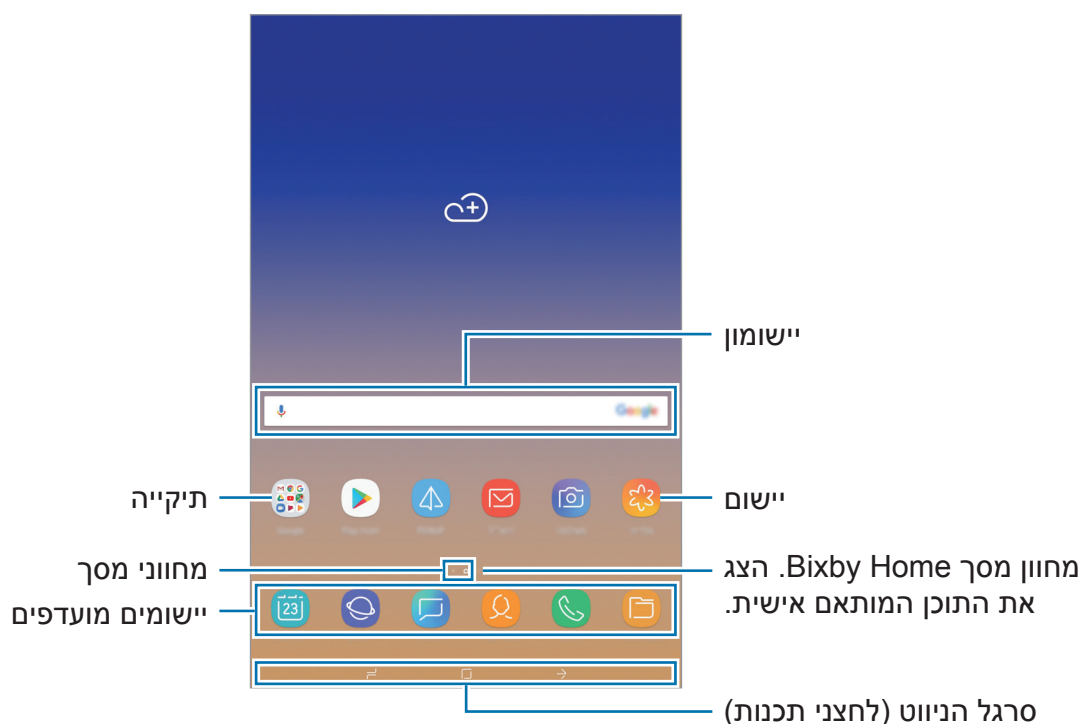 יישומון
Google
תיקייה
יישום
מחווני מסך
מחוון מסך Bixby Home. הצג
את התוכן המותאם אישית.
יישומים מועדפים
23
סרגל הניווט (לחצני תכנות)